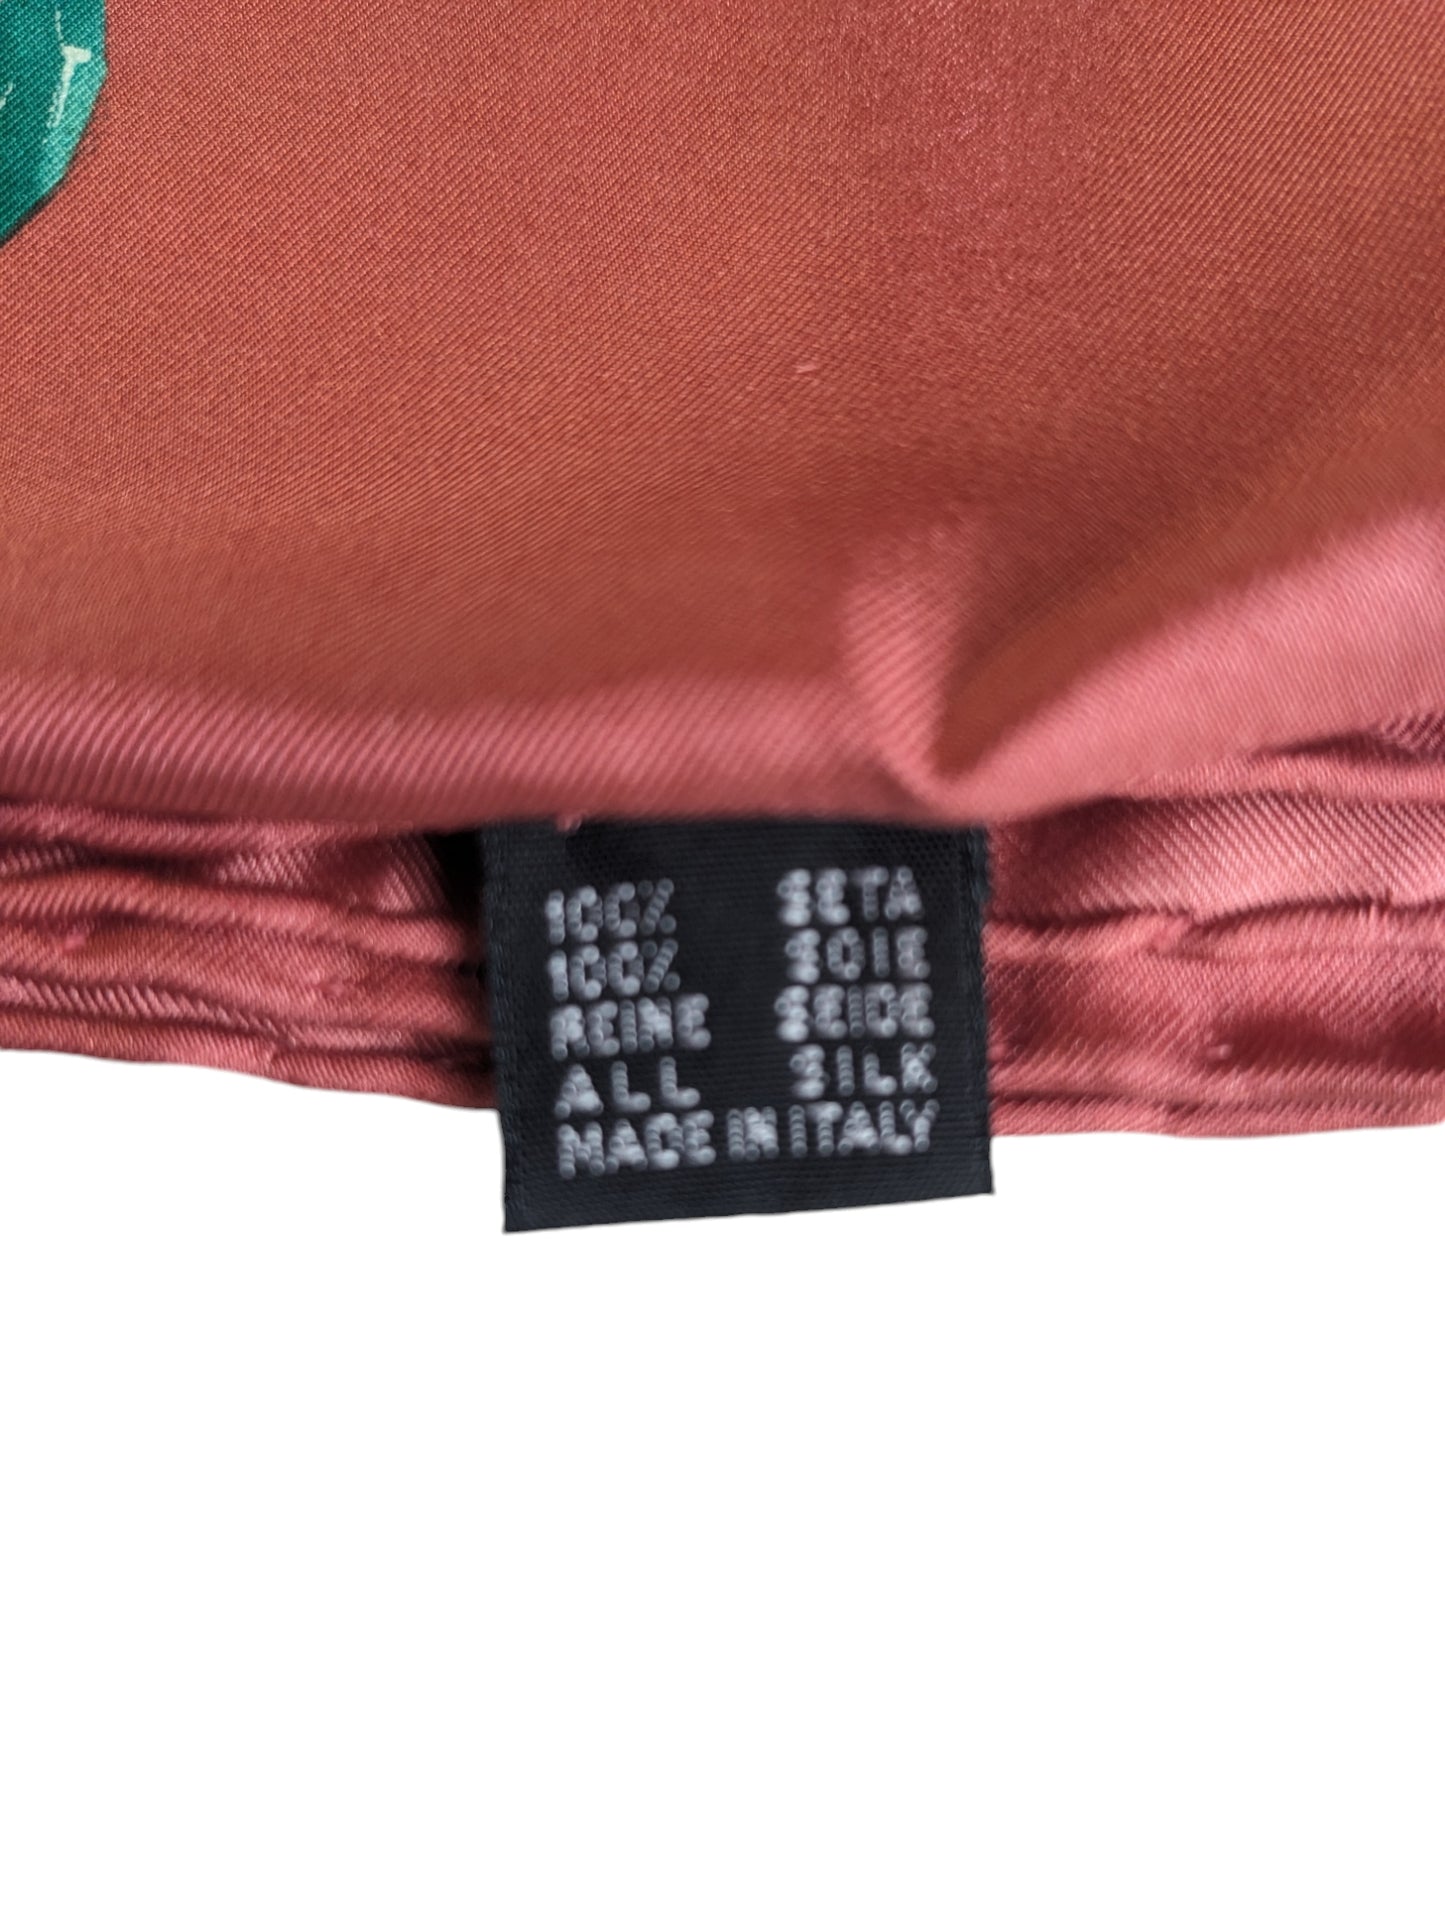 100% SETA
100% SOIE
REINE SEIDE
ALL SILK
MADE IN ITALY